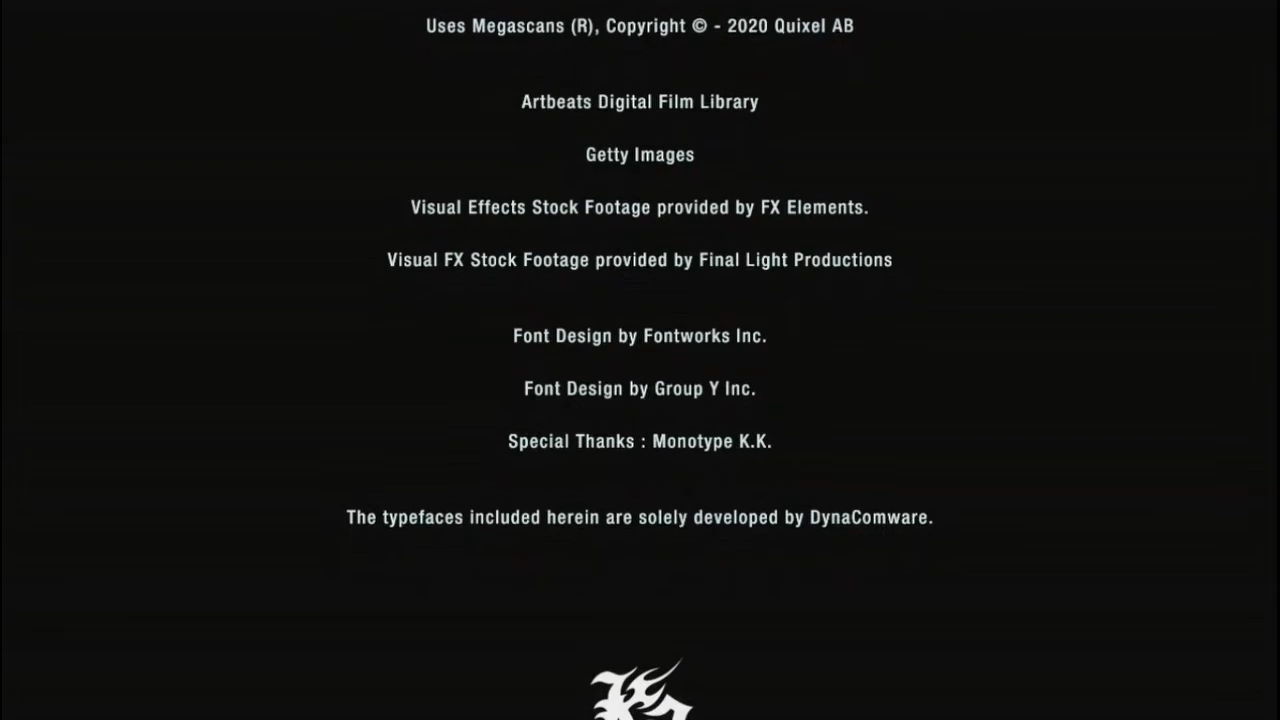 Uses Megascans (R), Copyright © - 2020 Quixel AB
Artbeats Digital Film Library
Getty Images
Visual Effects Stock Footage provided by FX Elements.
Visual FX Stock Footage provided by Final Light Productions
Font Design by Fontworks Inc.
Font Design by Group Y Inc.
Special Thanks : Monotype K.K.
The typefaces included herein are solely developed by DynaComware.